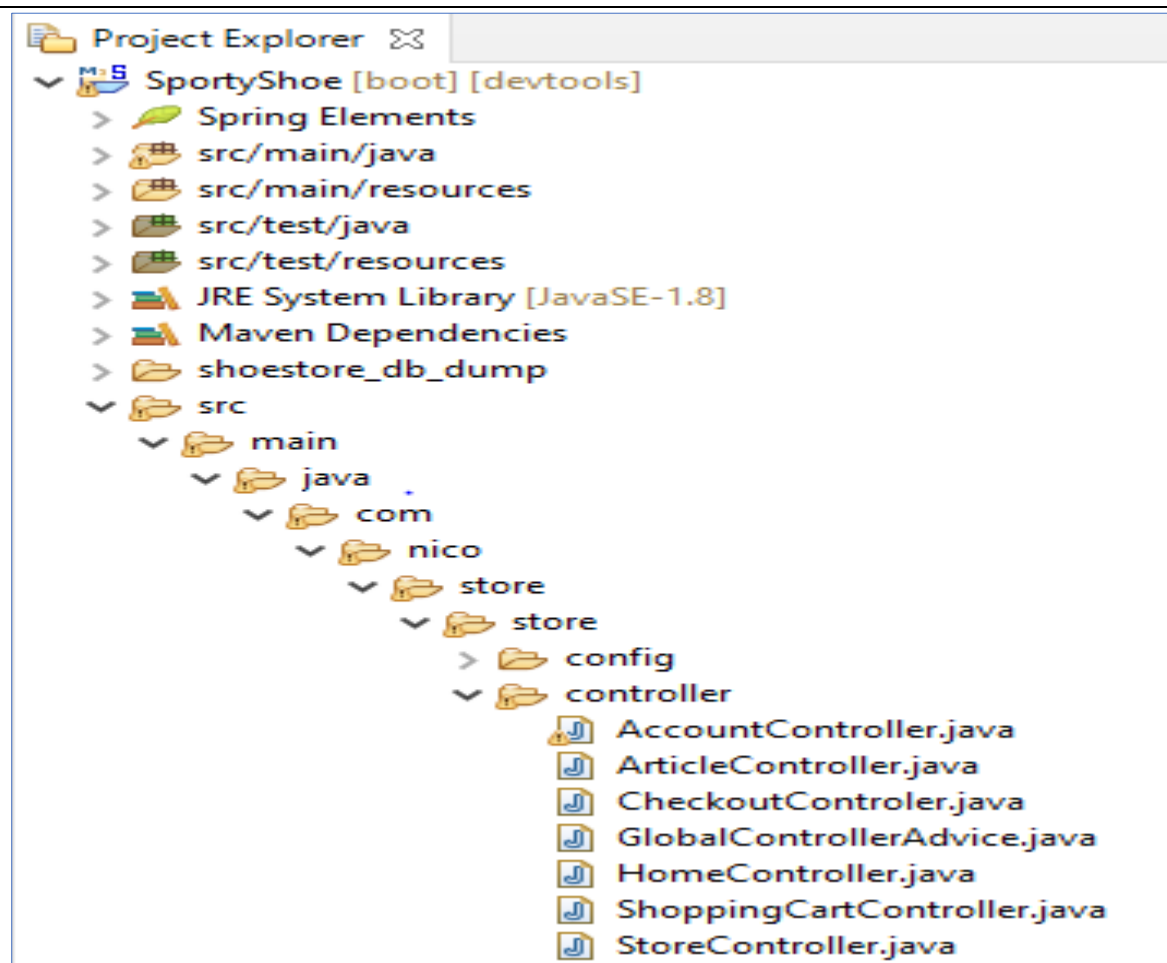 Project Explorer
SportyShoe [boot] [devtools]
Spring Elements
src/main/java
src/main/resources
src/test/java
src/test/resources
JRE System Library [JavaSE-1.8]
Maven Dependencies
shoestore_db_dump
src
main
java
com
nico
store
store
config
controller
AccountController.java
ArticleController.java
CheckoutControler.java
GlobalControllerAdvice.java
HomeController.java
ShoppingCartController.java
StoreController.java